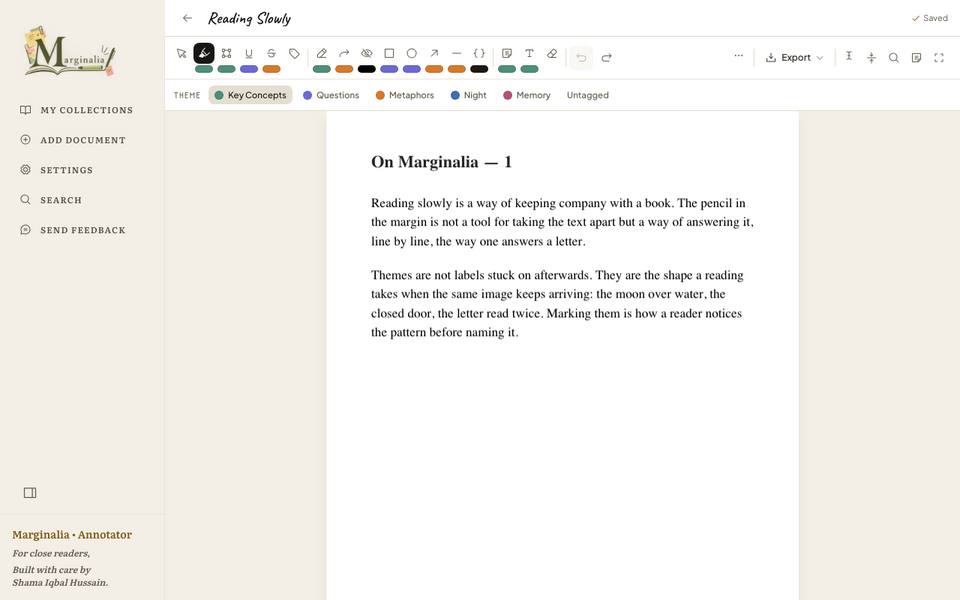 Marginalia
MY COLLECTIONS
ADD DOCUMENT
SETTINGS
SEARCH
SEND FEEDBACK
Marginalia • Annotator
For close readers,
Built with care by
Shama Iqbal Hussain.
Reading Slowly
Saved
Export
THEME Key Concepts Questions Metaphors Night Memory Untagged
On Marginalia — 1
Reading slowly is a way of keeping company with a book. The pencil in
the margin is not a tool for taking the text apart but a way of answering it,
line by line, the way one answers a letter.
Themes are not labels stuck on afterwards. They are the shape a reading
takes when the same image keeps arriving: the moon over water, the
closed door, the letter read twice. Marking them is how a reader notices
the pattern before naming it.